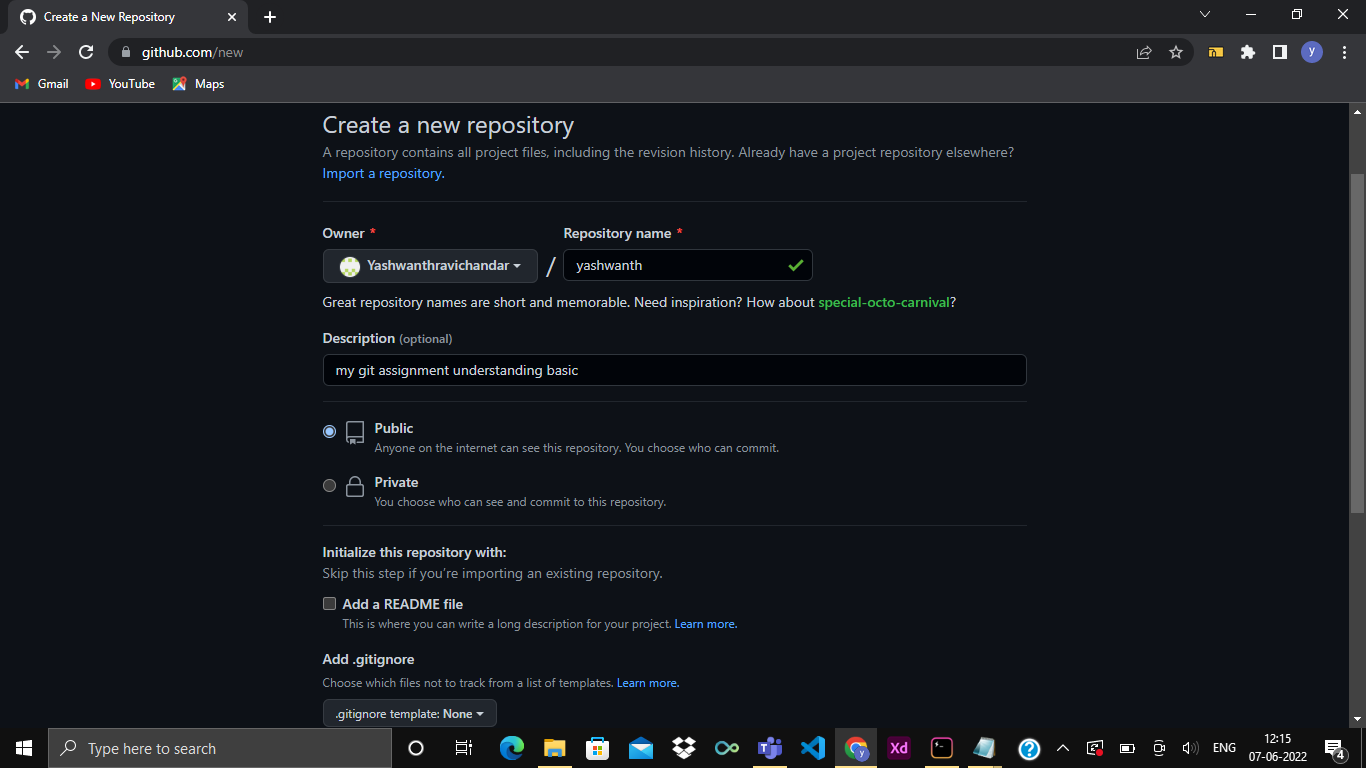 Create a New Repository
github.com/new
y
Gmail
YouTube
Maps
Create a new repository
A repository contains all project files, including the revision history. Already have a project repository elsewhere?
Import a repository.
Owner *
Repository name *
Yashwanthravichandar
/
yashwanth
Great repository names are short and memorable. Need inspiration? How about special-octo-carnival?
Description (optional)
my git assignment understanding basic
Public
Anyone on the internet can see this repository. You choose who can commit.
Private
You choose who can see and commit to this repository.
Initialize this repository with:
Skip this step if you're importing an existing repository.
Add a README file
This is where you can write a long description for your project. Learn more.
Add .gitignore
Choose which files not to track from a list of templates. Learn more.
.gitignore template: None
Type here to search
y
Xd
ENG
12:15
07-06-2022
4